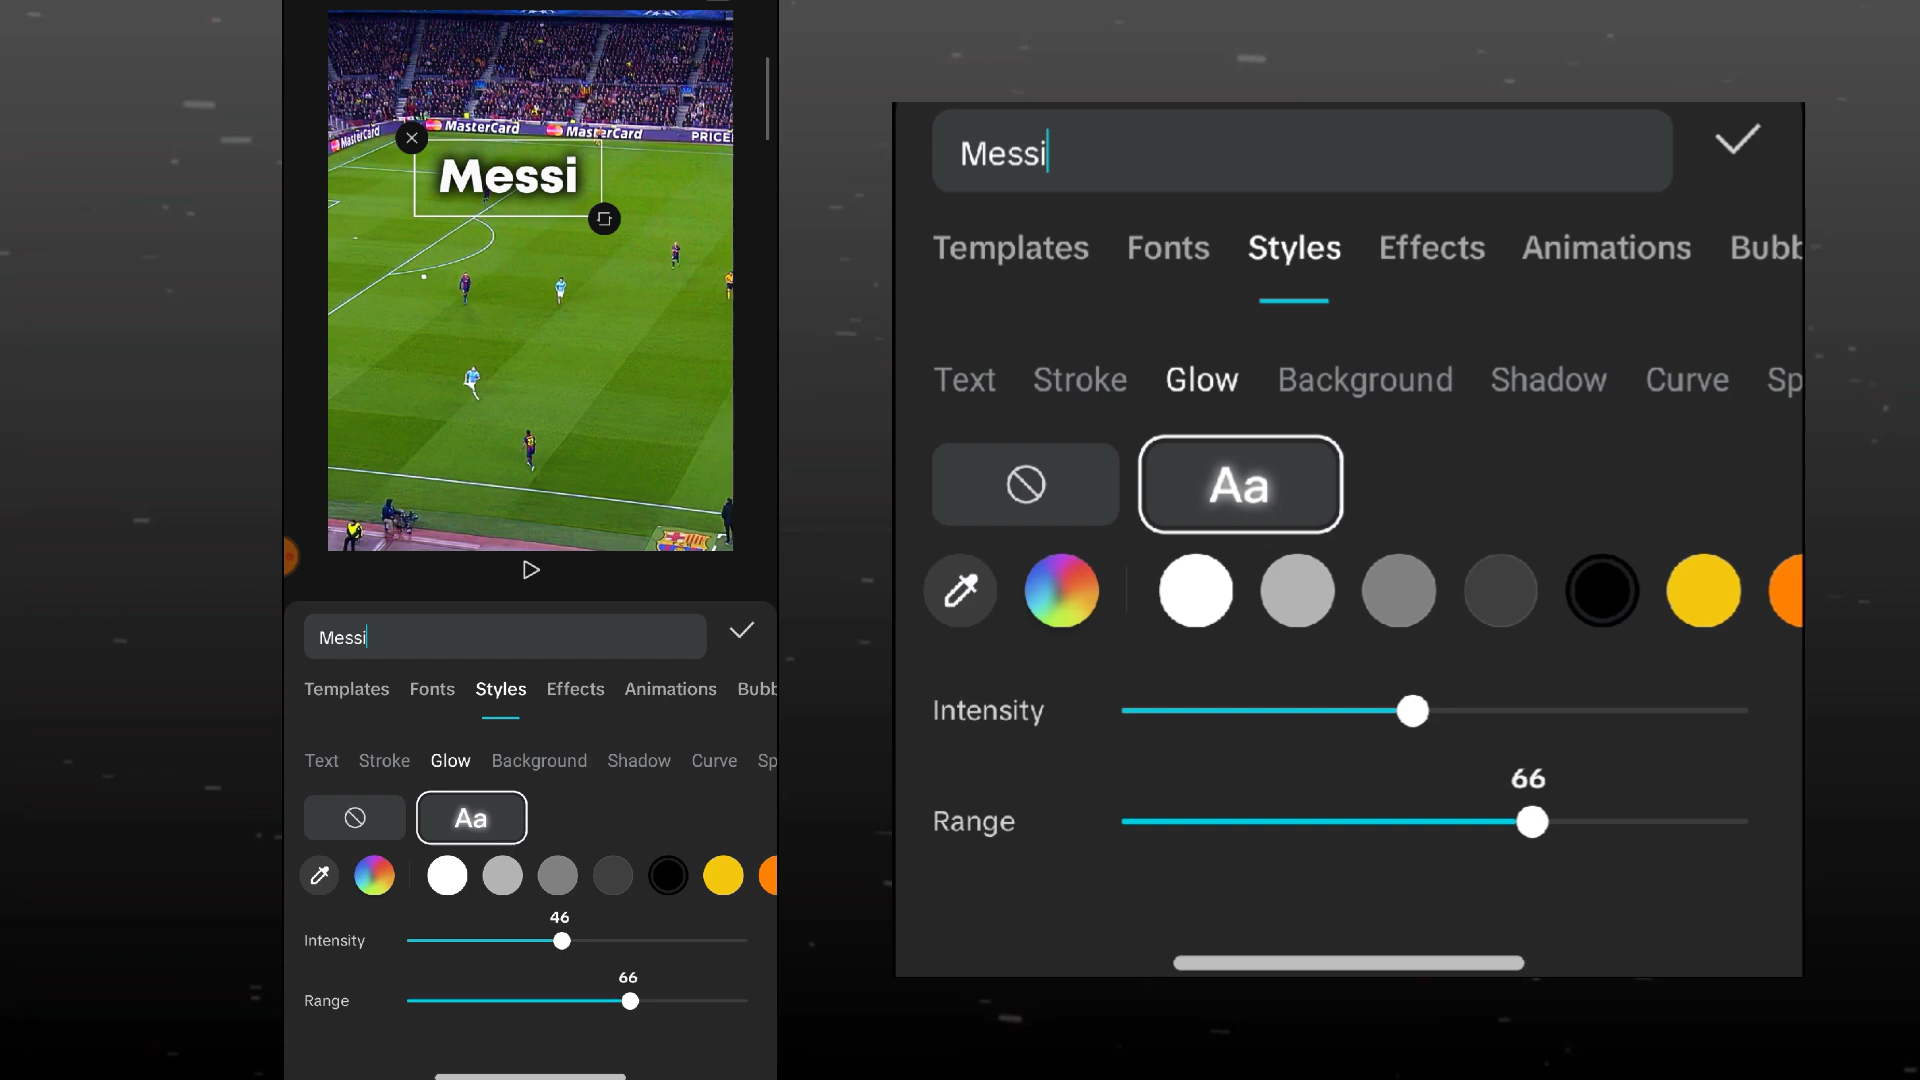 MasterCard
MasterCard
MasterCard
PRICE
Messi
Messi
Templates Fonts Styles Effects Animations Bubb
Text Stroke Glow Background Shadow Curve Sp
Aa
46
Intensity
66
Range
Messi
Templates Fonts Styles Effects Animations Bubb
Text Stroke Glow Background Shadow Curve Sp
Aa
Intensity
66
Range